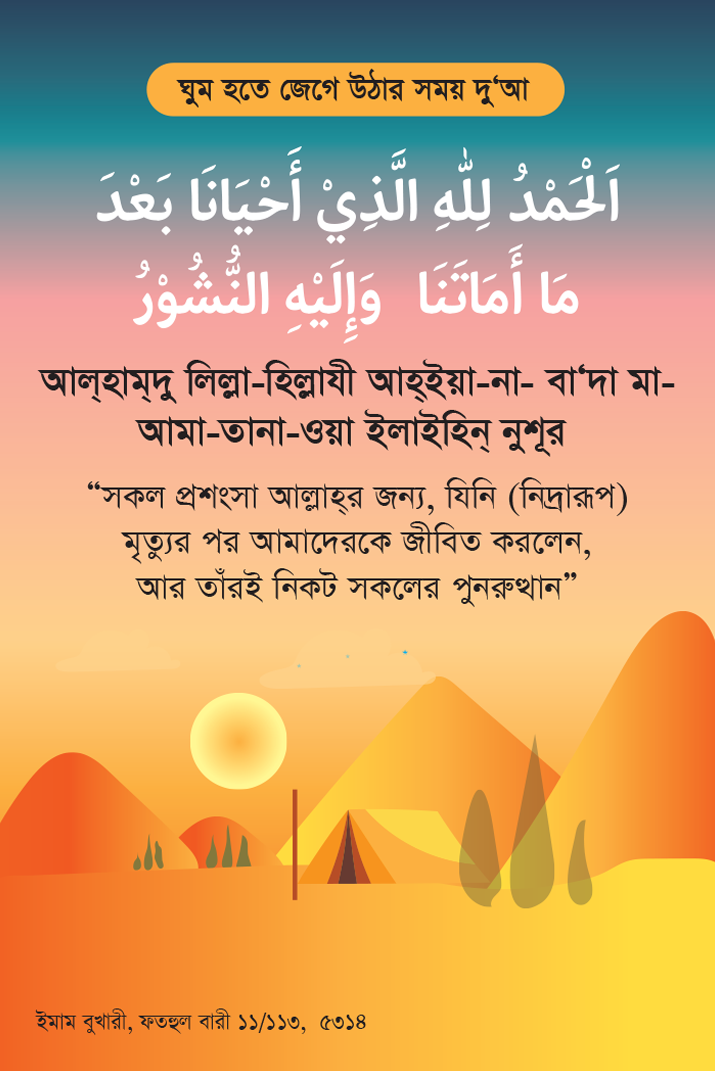 ঘুম হতে জেগে উঠার সময় দু‘আ
اَلْحَمْدُ لِلّٰهِ الَّذِيْ أَحْيَانَا بَعْدَ
مَا أَمَاتَنَا وَإِلَيْهِ النُّشُوْرُ
আল্‌হাম্‌দু লিল্লা-হিল্লাযী আহ্‌ইয়া-না- বা‘দা মা-
আমা-তানা-ওয়া ইলাইহিন্ নুশূর
“সকল প্রশংসা আল্লাহ্‌র জন্য, যিনি (নিদ্রারূপ)
মৃত্যুর পর আমাদেরকে জীবিত করলেন,
আর তাঁরই নিকট সকলের পুনরুত্থান”
ইমাম বুখারী, ফতহুল বারী ১১/১১৩, ৫৩১৪